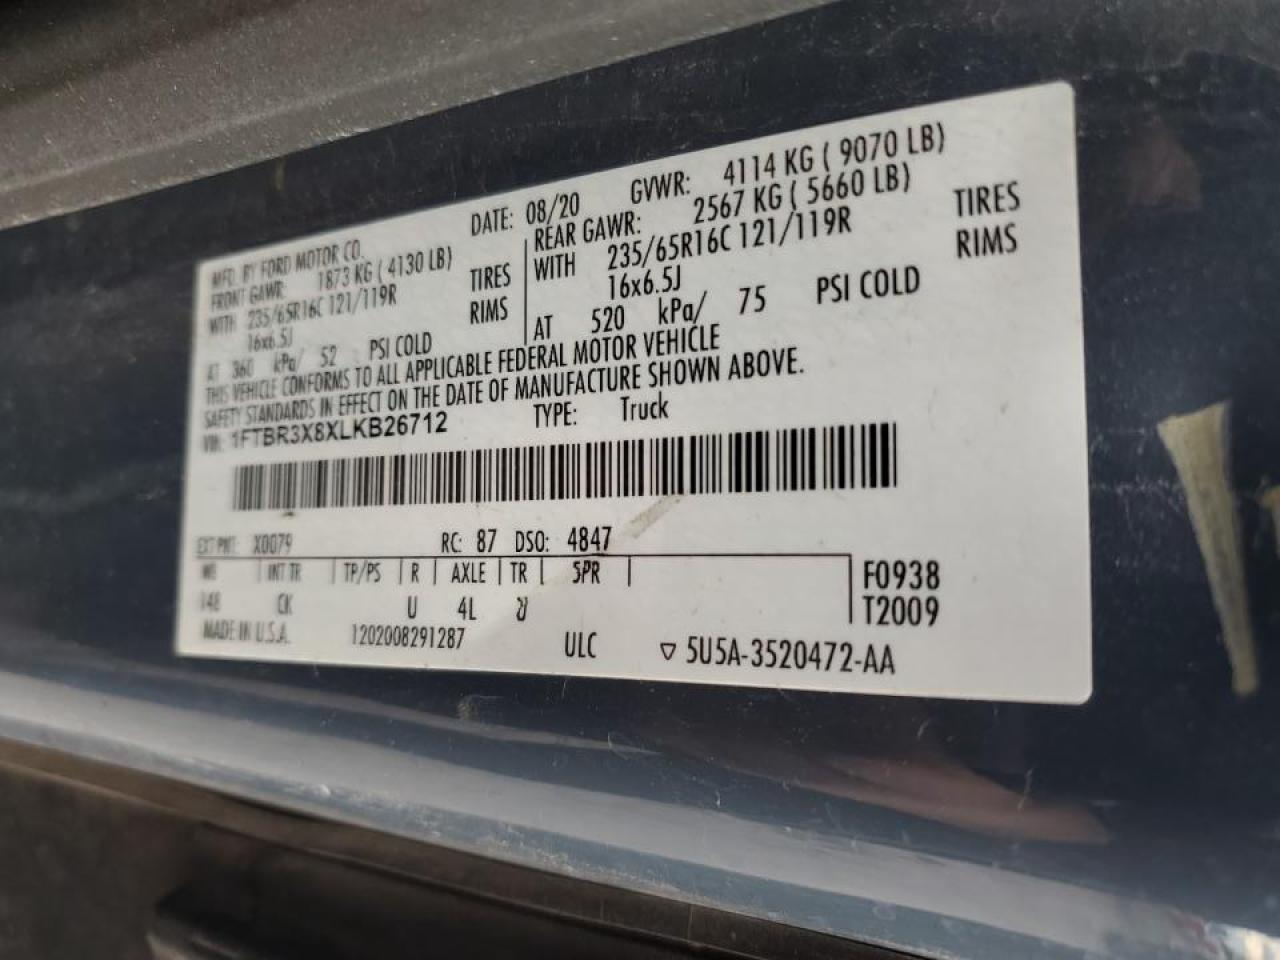 MFD. BY FORD MOTOR CO.
DATE: 08/20 GVWR: 4114 KG ( 9070 LB)
FRONT GAWR: 1873 KG ( 4130 LB)
WITH 235/65R16C 121/119R TIRES
16x6.5J RIMS
AT 360 kPa/ 52 PSI COLD
REAR GAWR: 2567 KG ( 5660 LB)
WITH 235/65R16C 121/119R TIRES
16x6.5J RIMS
AT 520 kPa/ 75 PSI COLD
THIS VEHICLE CONFORMS TO ALL APPLICABLE FEDERAL MOTOR VEHICLE
SAFETY STANDARDS IN EFFECT ON THE DATE OF MANUFACTURE SHOWN ABOVE.
VIN: 1FTBR3X8XLKB26712 TYPE: Truck
EXT PNT: X0079 RC: 87 DSO: 4847
WB INT TR TP/PS R AXLE TR SPR F0938
148 CK U 4L T2009
MADE IN U.S.A. 1202008291287 ULC ▽ 5U5A-3520472-AA